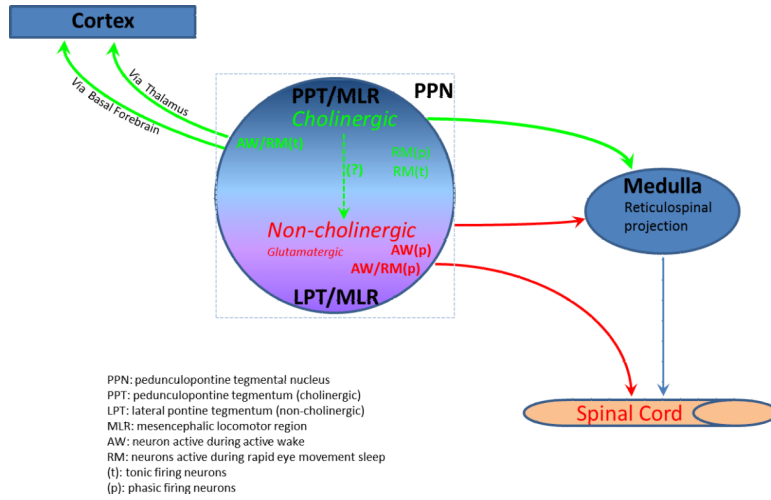 Cortex
Via Thalamus
Via Basal Forebrain
PPN
PPT/MLR
Cholinergic
AW/RM(t)
RM(p)
RM(t)
(?)
Non-cholinergic
Glutamatergic
AW(p)
AW/RM(p)
LPT/MLR
Medulla
Reticulospinal
projection
Spinal Cord
PPN: pedunculopontine tegmental nucleus
PPT: pedunculopontine tegmentum (cholinergic)
LPT: lateral pontine tegmentum (non-cholinergic)
MLR: mesencephalic locomotor region
AW: neuron active during active wake
RM: neurons active during rapid eye movement sleep
(t): tonic firing neurons
(p): phasic firing neurons